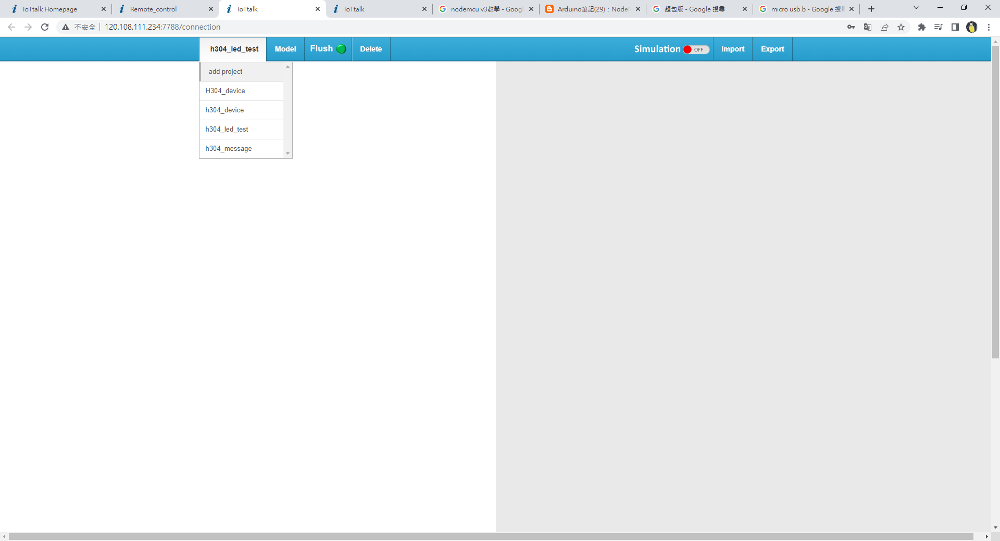 IoTtalk Homepage
Remote_control
IoTtalk
IoTtalk
nodemcu v3教學 - Goog
Arduino筆記(29)：Node
麵包版 - Google 搜尋
micro usb b - Google 搜
不安全
120.108.111.234:7788/connection
h304_led_test
Model
Flush
Delete
Simulation
OFF
Import
Export
add project
H304_device
h304_device
h304_led_test
h304_message